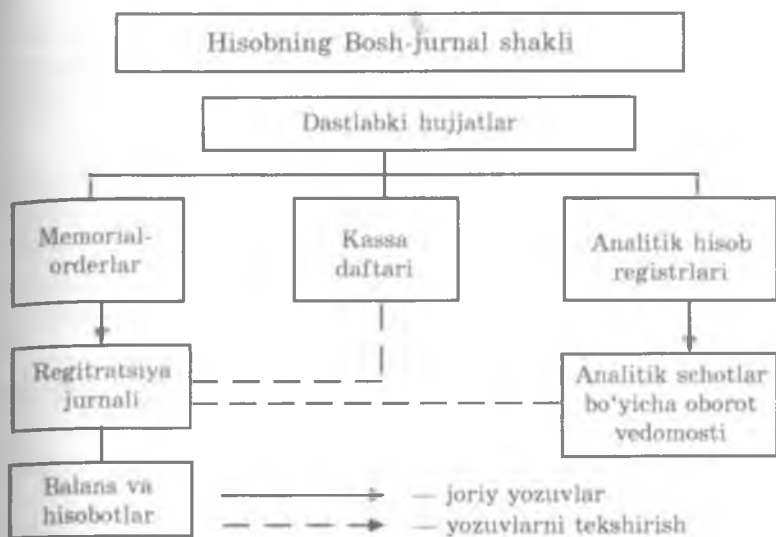 Hisobning Bosh-jurnal shakli
Dastlabki hujjatlar
Memorial-
orderlar
Kassa
daftari
Analitik hisob
registrlari
Regitratsiya
jurnali
Analitik schotlar
bo‘yicha oborot
vedomosti
Balans va
hisobotlar
— joriy yozuvlar
— yozuvlarni tekshirish